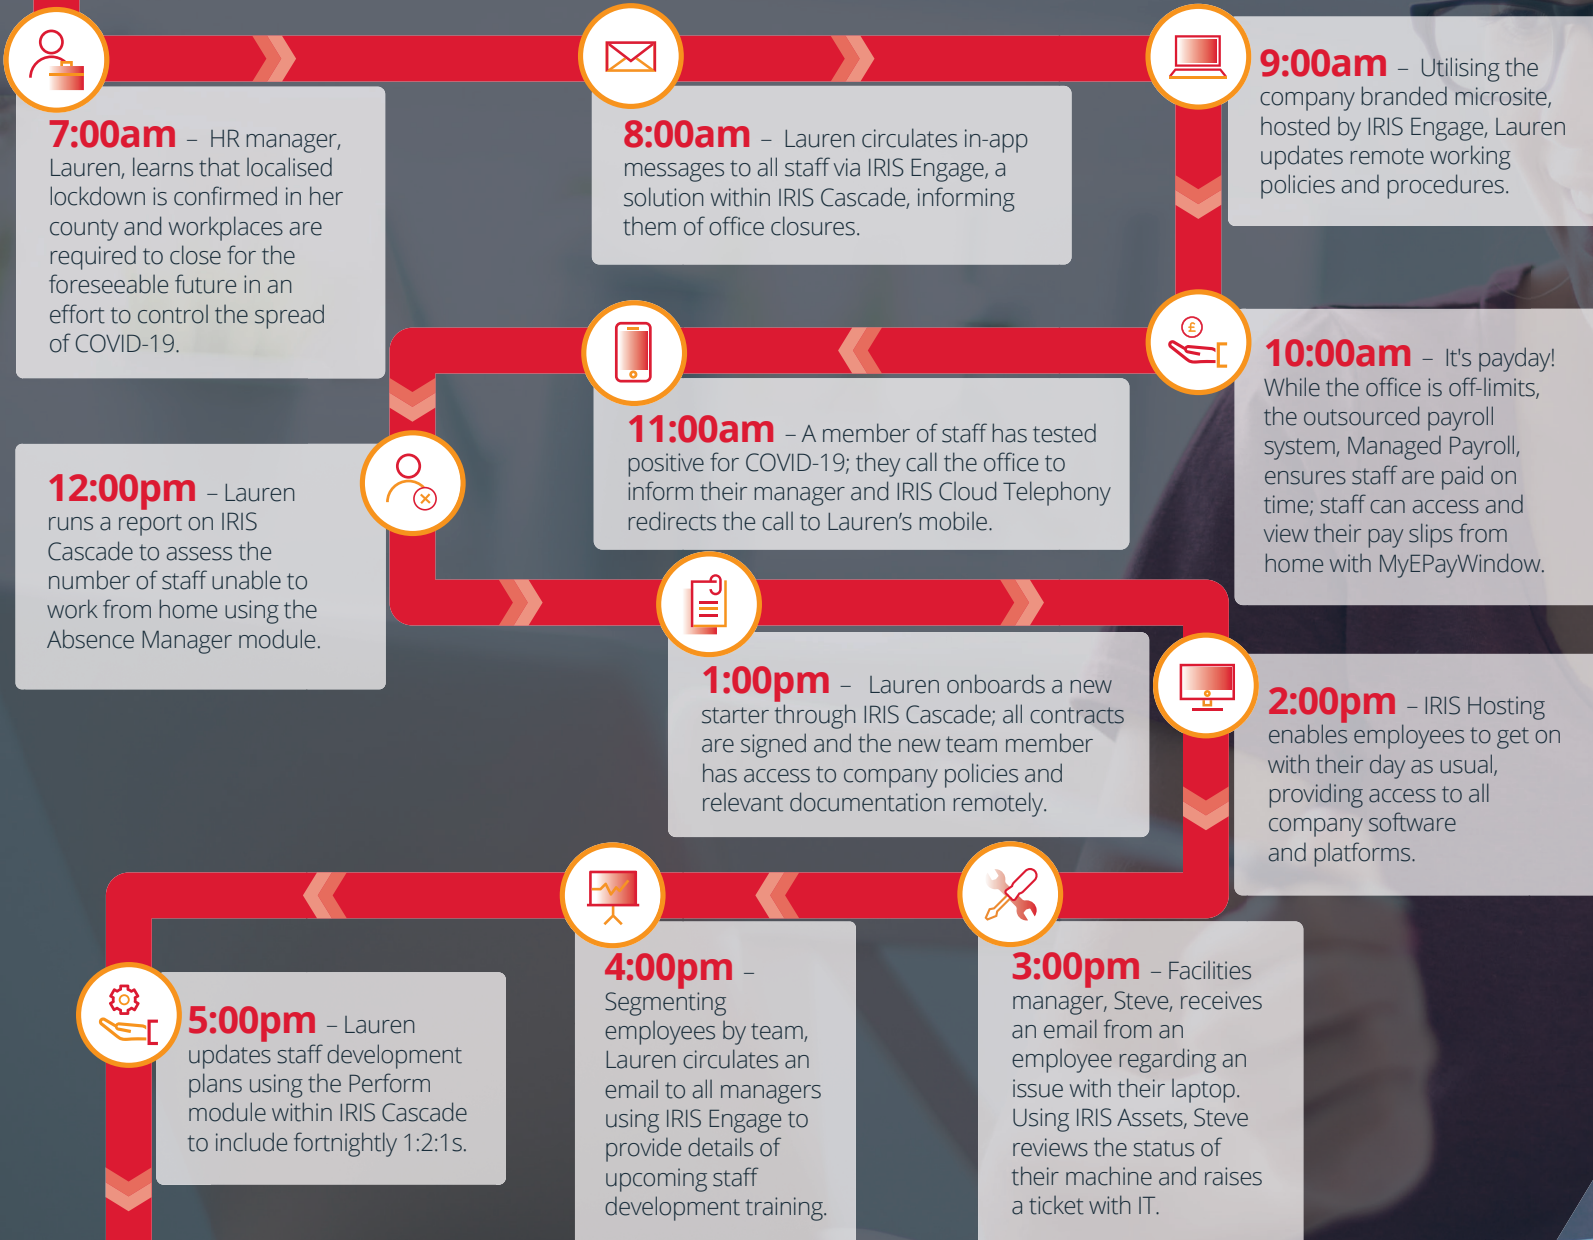 7:00am – HR manager,
Lauren, learns that localised
lockdown is confirmed in her
county and workplaces are
required to close for the
foreseeable future in an
effort to control the spread
of COVID-19.
8:00am – Lauren circulates in-app
messages to all staff via IRIS Engage, a
solution within IRIS Cascade, informing
them of office closures.
9:00am – Utilising the
company branded microsite,
hosted by IRIS Engage, Lauren
updates remote working
policies and procedures.
£
10:00am – It's payday!
While the office is off-limits,
the outsourced payroll
system, Managed Payroll,
ensures staff are paid on
time; staff can access and
view their pay slips from
home with MyEPayWindow.
11:00am – A member of staff has tested
positive for COVID-19; they call the office to
inform their manager and IRIS Cloud Telephony
redirects the call to Lauren’s mobile.
12:00pm – Lauren
runs a report on IRIS
Cascade to assess the
number of staff unable to
work from home using the
Absence Manager module.
1:00pm – Lauren onboards a new
starter through IRIS Cascade; all contracts
are signed and the new team member
has access to company policies and
relevant documentation remotely.
2:00pm – IRIS Hosting
enables employees to get on
with their day as usual,
providing access to all
company software
and platforms.
3:00pm – Facilities
manager, Steve, receives
an email from an
employee regarding an
issue with their laptop.
Using IRIS Assets, Steve
reviews the status of
their machine and raises
a ticket with IT.
4:00pm –
Segmenting
employees by team,
Lauren circulates an
email to all managers
using IRIS Engage to
provide details of
upcoming staff
development training.
5:00pm – Lauren
updates staff development
plans using the Perform
module within IRIS Cascade
to include fortnightly 1:2:1s.